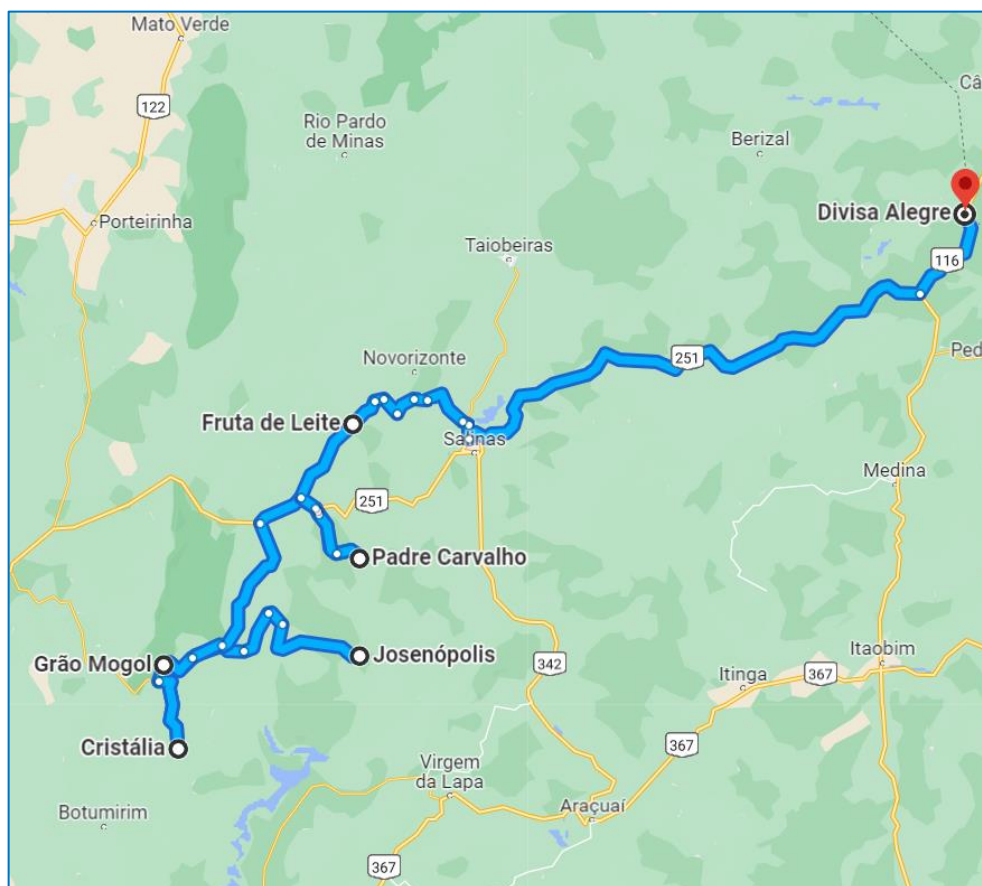 Mato Verde
122
Câ
Rio Pardo
de Minas
Berizal
Porteirinha
Divisa Alegre
Taiobeiras
116
Novorizonte
251
Ped
Fruta de Leite
Salinas
Medina
251
Padre Carvalho
Grão Mogol
Josenópolis
342
Itaobim
Itinga
367
Cristália
367
Virgem
da Lapa
Botumirim
Araçuaí
367